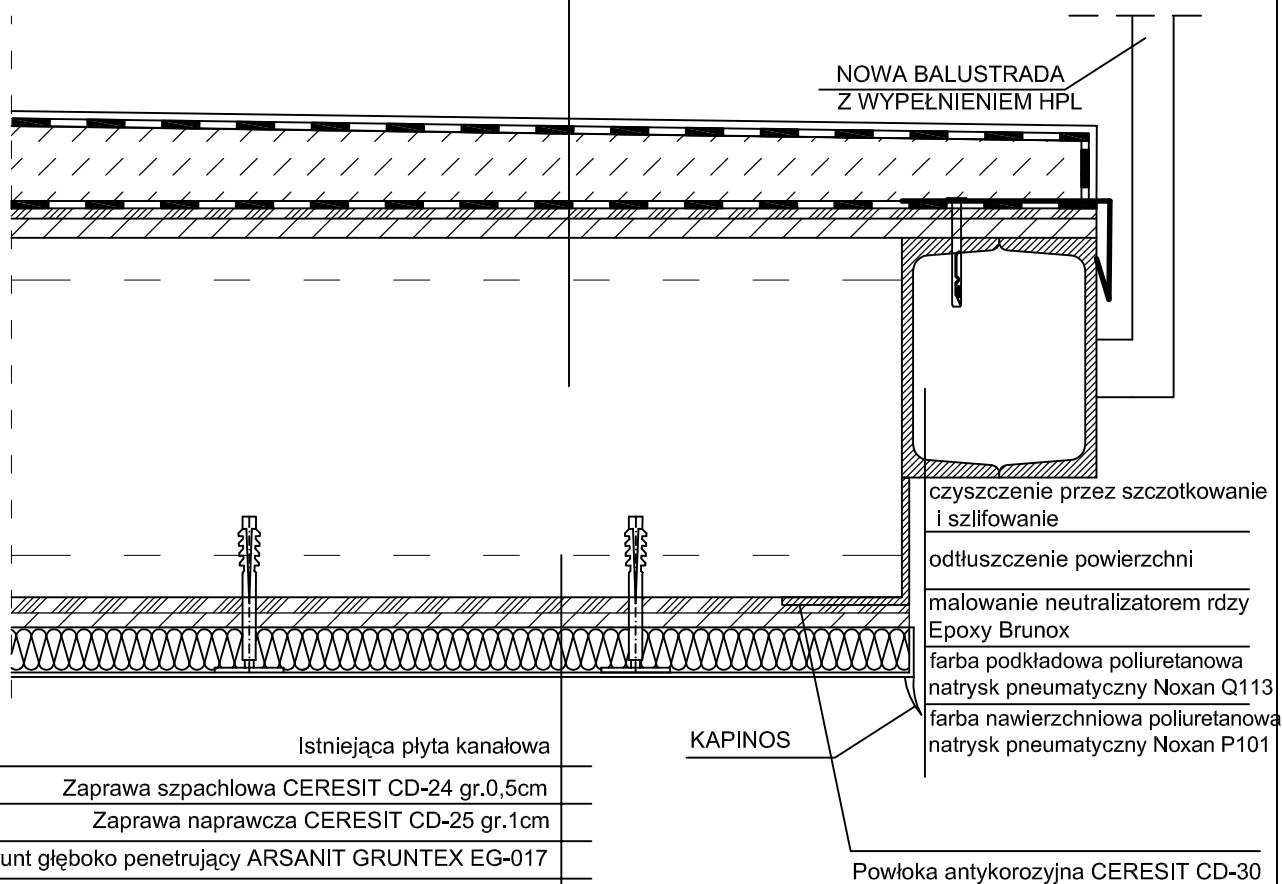 NOWA BALUSTRADA
Z WYPEŁNIENIEM HPL
czyszczenie przez szczotkowanie
i szlifowanie
odtłuszczenie powierzchni
malowanie neutralizatorem rdzy
Epoxy Brunox
farba podkładowa poliuretanowa
natrysk pneumatyczny Noxan Q113
farba nawierzchniowa poliuretanowa
natrysk pneumatyczny Noxan P101
KAPINOS
Istniejąca płyta kanałowa
Zaprawa szpachlowa CERESIT CD-24 gr.0,5cm
Zaprawa naprawcza CERESIT CD-25 gr.1cm
unt głęboko penetrujący ARSANIT GRUNTEX EG-017
Powłoka antykorozyjna CERESIT CD-30